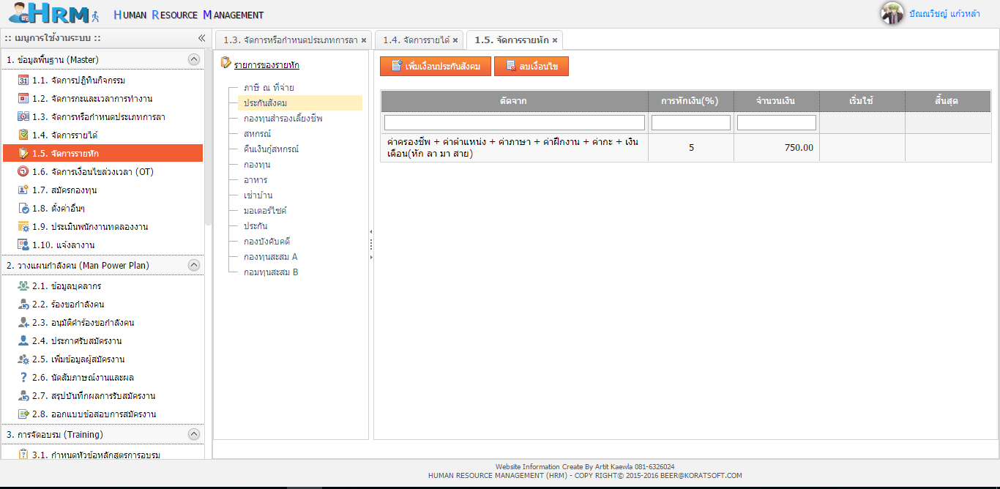 HRM HUMAN RESOURCE MANAGEMENT
ปัณณวิชญ์ แก้วหล้า
:: เมนูการใช้งานระบบ ::
1. ข้อมูลพื้นฐาน (Master)
1.1. จัดการปฏิทินกิจกรรม
1.2. จัดการกะและเวลาการทำงาน
1.3. จัดการหรือกำหนดประเภทการลา
1.4. จัดการรายได้
1.5. จัดการรายหัก
1.6. จัดการเงื่อนไขล่วงเวลา (OT)
1.7. สมัครกองทุน
1.8. ตั้งค่าอื่นๆ
1.9. ประเมินพนักงานทดลองงาน
1.10. แจ้งลางาน
2. วางแผนกำลังคน (Man Power Plan)
2.1. ข้อมูลบุคลากร
2.2. ร้องขอกำลังคน
2.3. อนุมัติคำร้องขอกำลังคน
2.4. ประกาศรับสมัครงาน
2.5. เพิ่มข้อมูลผู้สมัครงาน
2.6. นัดสัมภาษณ์งานและผล
2.7. สรุปบันทึกผลการรับสมัครงาน
2.8. ออกแบบข้อสอบการสมัครงาน
3. การจัดอบรม (Training)
3.1. กำหนดหัวข้อหลักสูตรการอบรม
1.3. จัดการหรือกำหนดประเภทการลา
1.4. จัดการรายได้
1.5. จัดการรายหัก
รายการของรายหัก
ภาษี ณ ที่จ่าย
ประกันสังคม
กองทุนสำรองเลี้ยงชีพ
สหกรณ์
คืนเงินกู้สหกรณ์
กองทุน
อาหาร
เช่าบ้าน
มอเตอร์ไซค์
ประกัน
กองบังคับคดี
กองทุนสะสม A
กอมทุนสะสม B
เพิ่มเงื่อนประกันสังคม
ลบเงื่อนไข
ตัดจาก
การหักเงิน(%)
จำนวนเงิน
เริ่มใช้
สิ้นสุด
ค่าครองชีพ + ค่าตำแหน่ง + ค่าภาษา + ค่าฝึกงาน + ค่ากะ + เงิน
เดือน(หัก ลา มา สาย)
5
750.00
Website Information Create By Artit Kaewla 081-6326024
HUMAN RESOURCE MANAGEMENT (HRM) - COPY RIGHT© 2015-2016 BEER@KORATSOFT.COM